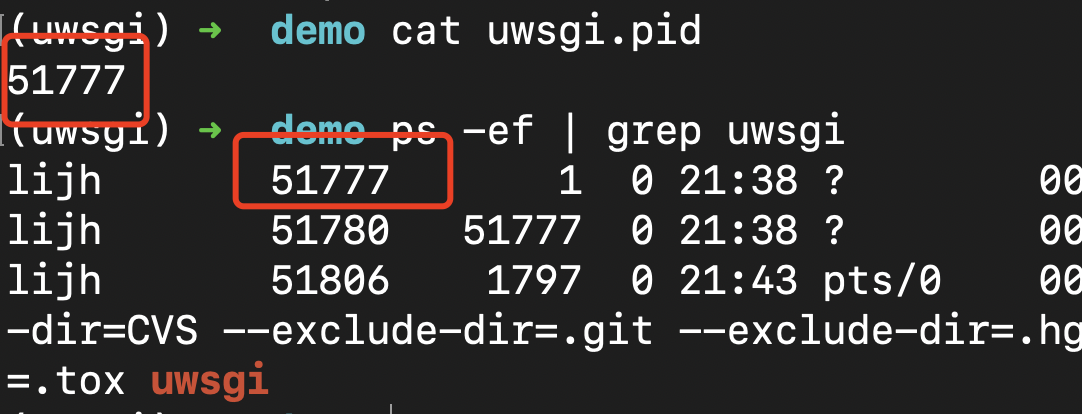 (uwsgi) ➜ demo cat uwsgi.pid
51777
(uwsgi) ➜ demo ps -ef | grep uwsgi
lijh 51777 1 0 21:38 ? 00
lijh 51780 51777 0 21:38 ? 00
lijh 51806 1797 0 21:43 pts/0 00
-dir=CVS --exclude-dir=.git --exclude-dir=.hg
=.tox uwsgi